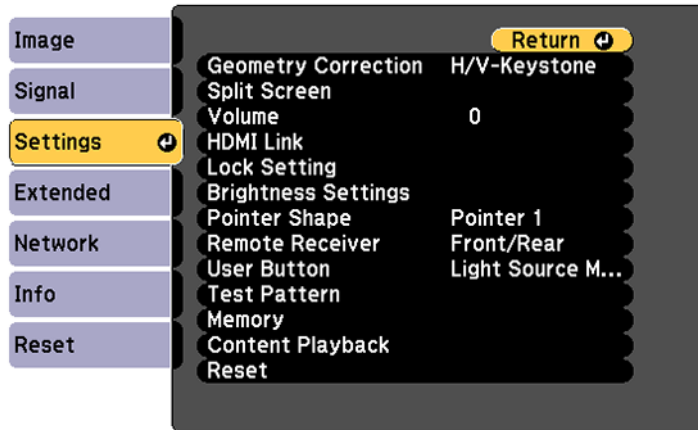 Image
Signal
Settings
Extended
Network
Info
Reset
Return
Geometry Correction H/V-Keystone
Split Screen
Volume 0
HDMI Link
Lock Setting
Brightness Settings
Pointer Shape Pointer 1
Remote Receiver Front/Rear
User Button Light Source M...
Test Pattern
Memory
Content Playback
Reset